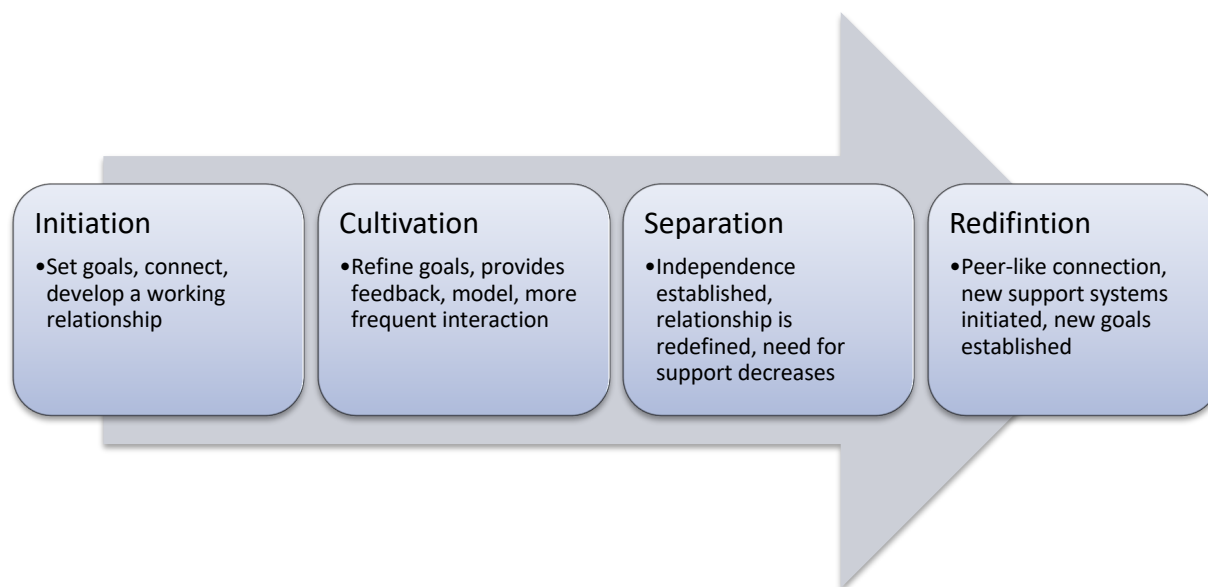 Initiation
•Set goals, connect,
develop a working
relationship
Cultivation
•Refine goals, provides
feedback, model, more
frequent interaction
Separation
•Independence
established,
relationship is
redefined, need for
support decreases
Redifintion
•Peer-like connection,
new support systems
initiated, new goals
established